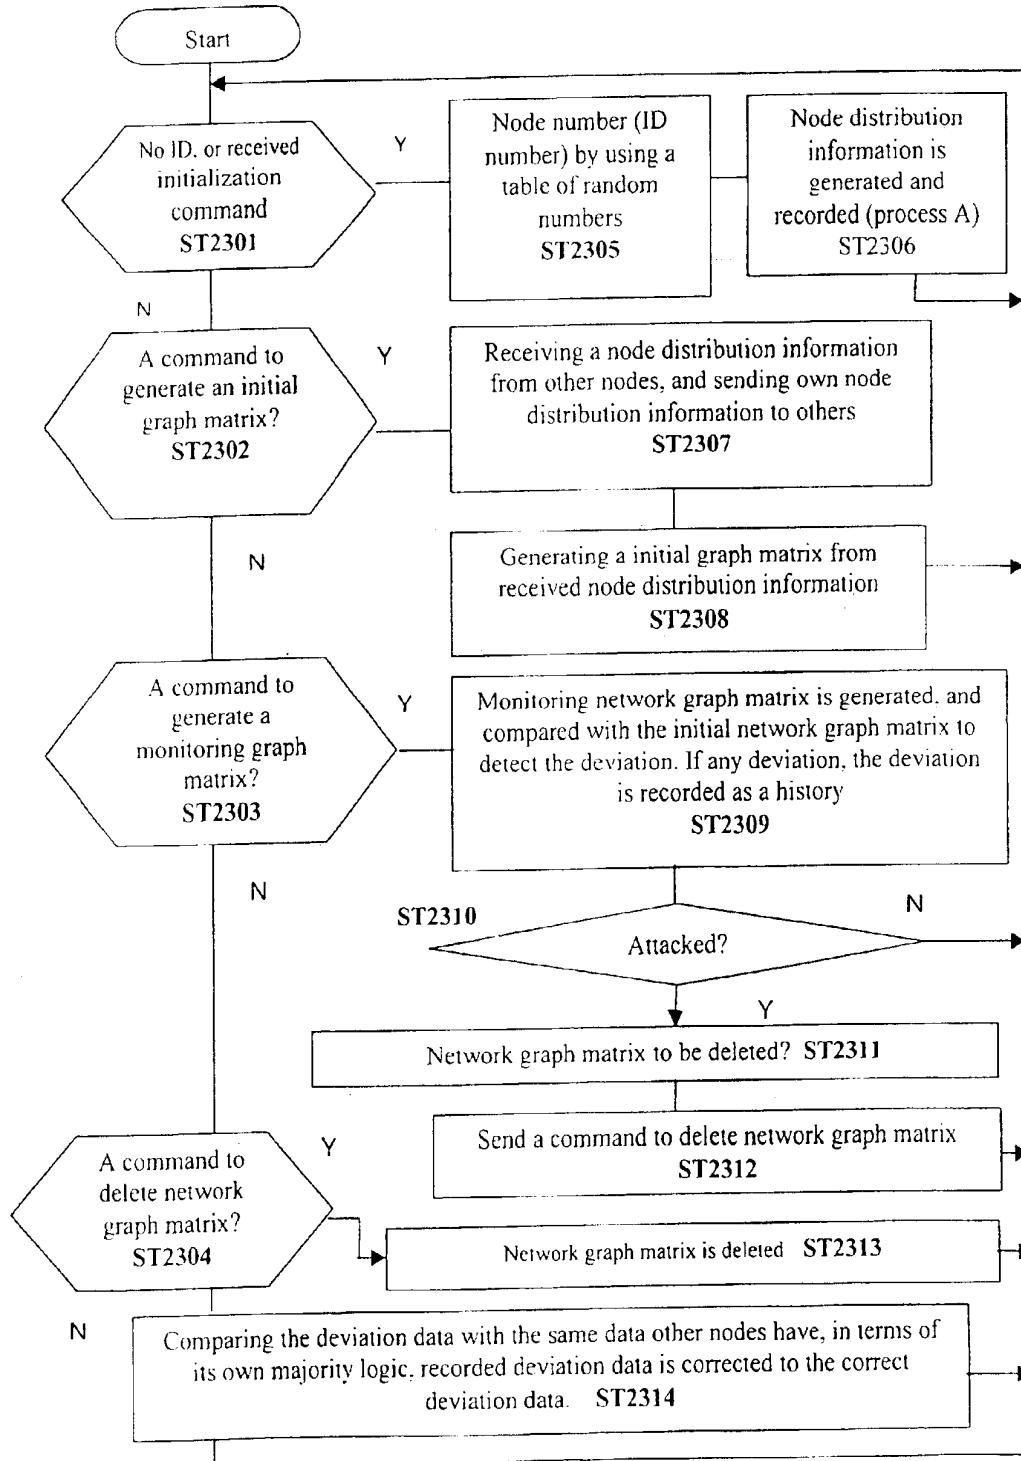 Start
No ID, or received
initialization
command
ST2301
Y
Node number (ID
number) by using a
table of random
numbers
ST2305
Node distribution
information is
generated and
recorded (process A)
ST2306
N
A command to
generate an initial
graph matrix?
ST2302
Y
Receiving a node distribution information
from other nodes, and sending own node
distribution information to others
ST2307
N
Generating a initial graph matrix from
received node distribution information
ST2308
A command to
generate a
monitoring graph
matrix?
ST2303
Y
Monitoring network graph matrix is generated, and
compared with the initial network graph matrix to
detect the deviation. If any deviation, the deviation
is recorded as a history
ST2309
N
ST2310
Attacked?
N
Y
Network graph matrix to be deleted? ST2311
Send a command to delete network graph matrix
ST2312
A command to
delete network
graph matrix?
ST2304
Y
Network graph matrix is deleted ST2313
N
Comparing the deviation data with the same data other nodes have, in terms of
its own majority logic, recorded deviation data is corrected to the correct
deviation data. ST2314